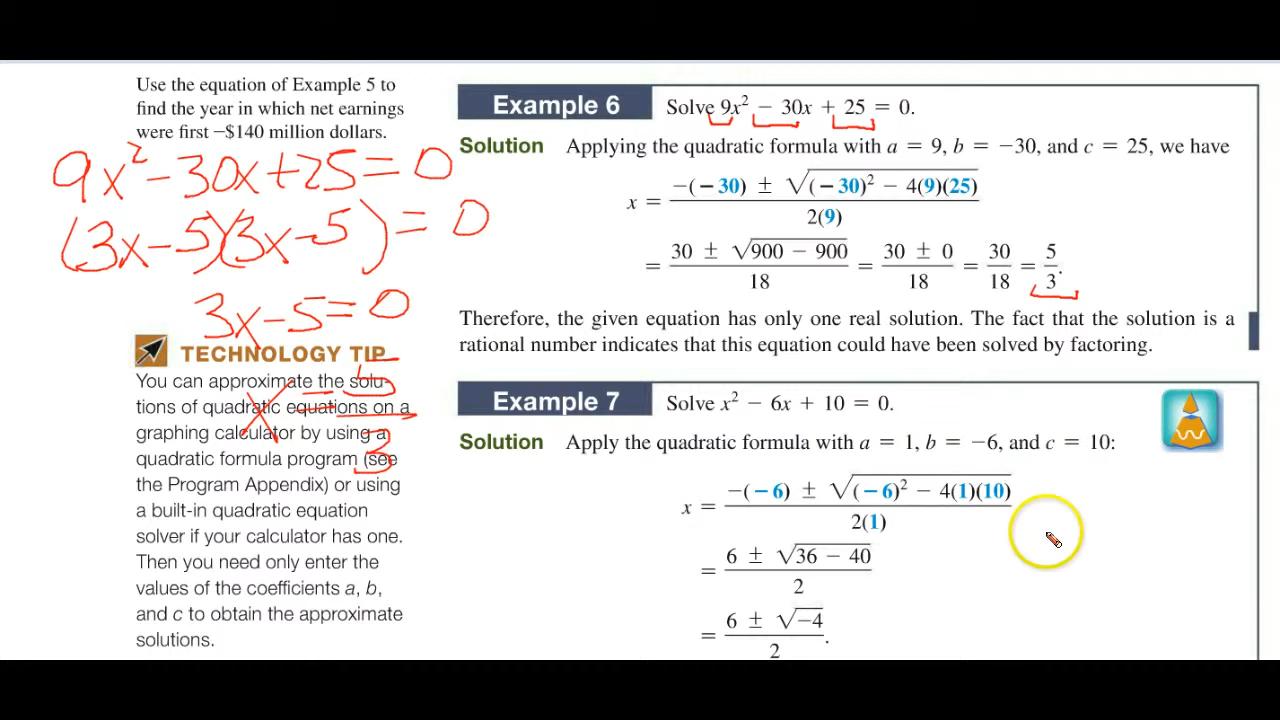 Use the equation of Example 5 to
find the year in which net earnings
were first −$140 million dollars.
9x² − 30x + 25 = 0
(3x − 5)(3x − 5) = 0
3x − 5 = 0
x = 5/3
TECHNOLOGY TIP
You can approximate the solu-
tions of quadratic equations on a
graphing calculator by using a
quadratic formula program (see
the Program Appendix) or using
a built-in quadratic equation
solver if your calculator has one.
Then you need only enter the
values of the coefficients a, b,
and c to obtain the approximate
solutions.
Example 6 Solve 9x² − 30x + 25 = 0.
Solution Applying the quadratic formula with a = 9, b = −30, and c = 25, we have
x = (−(−30) ± √((−30)² − 4(9)(25))) / 2(9)
= (30 ± √(900 − 900)) / 18 = (30 ± 0) / 18 = 30/18 = 5/3.
Therefore, the given equation has only one real solution. The fact that the solution is a
rational number indicates that this equation could have been solved by factoring.
Example 7 Solve x² − 6x + 10 = 0.
Solution Apply the quadratic formula with a = 1, b = −6, and c = 10:
x = (−(−6) ± √((−6)² − 4(1)(10))) / 2(1)
= (6 ± √(36 − 40)) / 2
= (6 ± √−4) / 2.